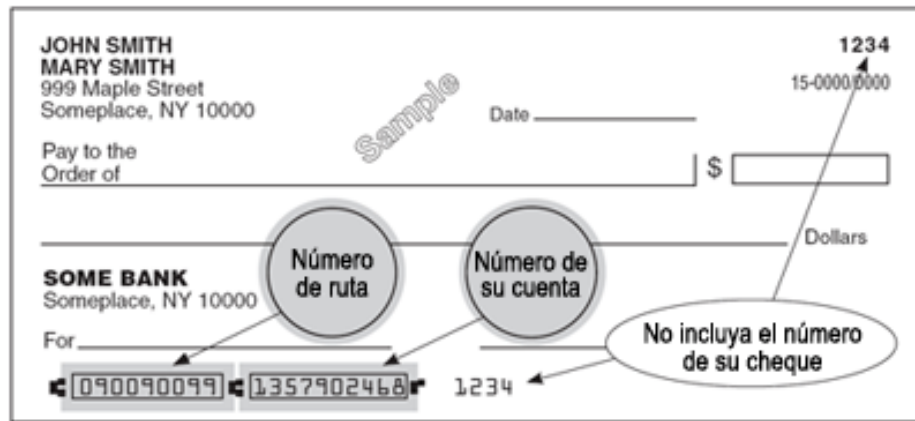 JOHN SMITH
MARY SMITH
999 Maple Street
Someplace, NY 10000
1234
15-0000/0000
Sample
Date
Pay to the
Order of
$
Dollars
Número
de ruta
Número de
su cuenta
SOME BANK
Someplace, NY 10000
No incluya el número
de su cheque
For
090090099 1357902468 1234